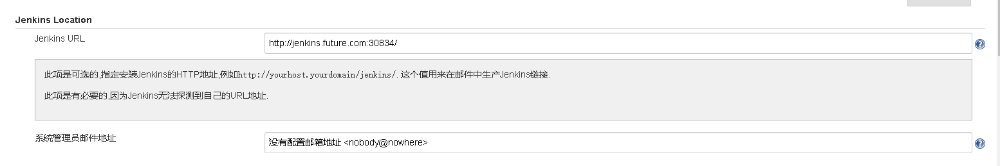 Jenkins Location
Jenkins URL
http://jenkins.future.com:30834/
此项是可选的,指定安装Jenkins的HTTP地址,例如http://yourhost.yourdomain/jenkins/. 这个值用来在邮件中生产Jenkins链接.
此项是有必要的,因为Jenkins无法探测到自己的URL地址.
系统管理员邮件地址
没有配置邮箱地址 <nobody@nowhere>